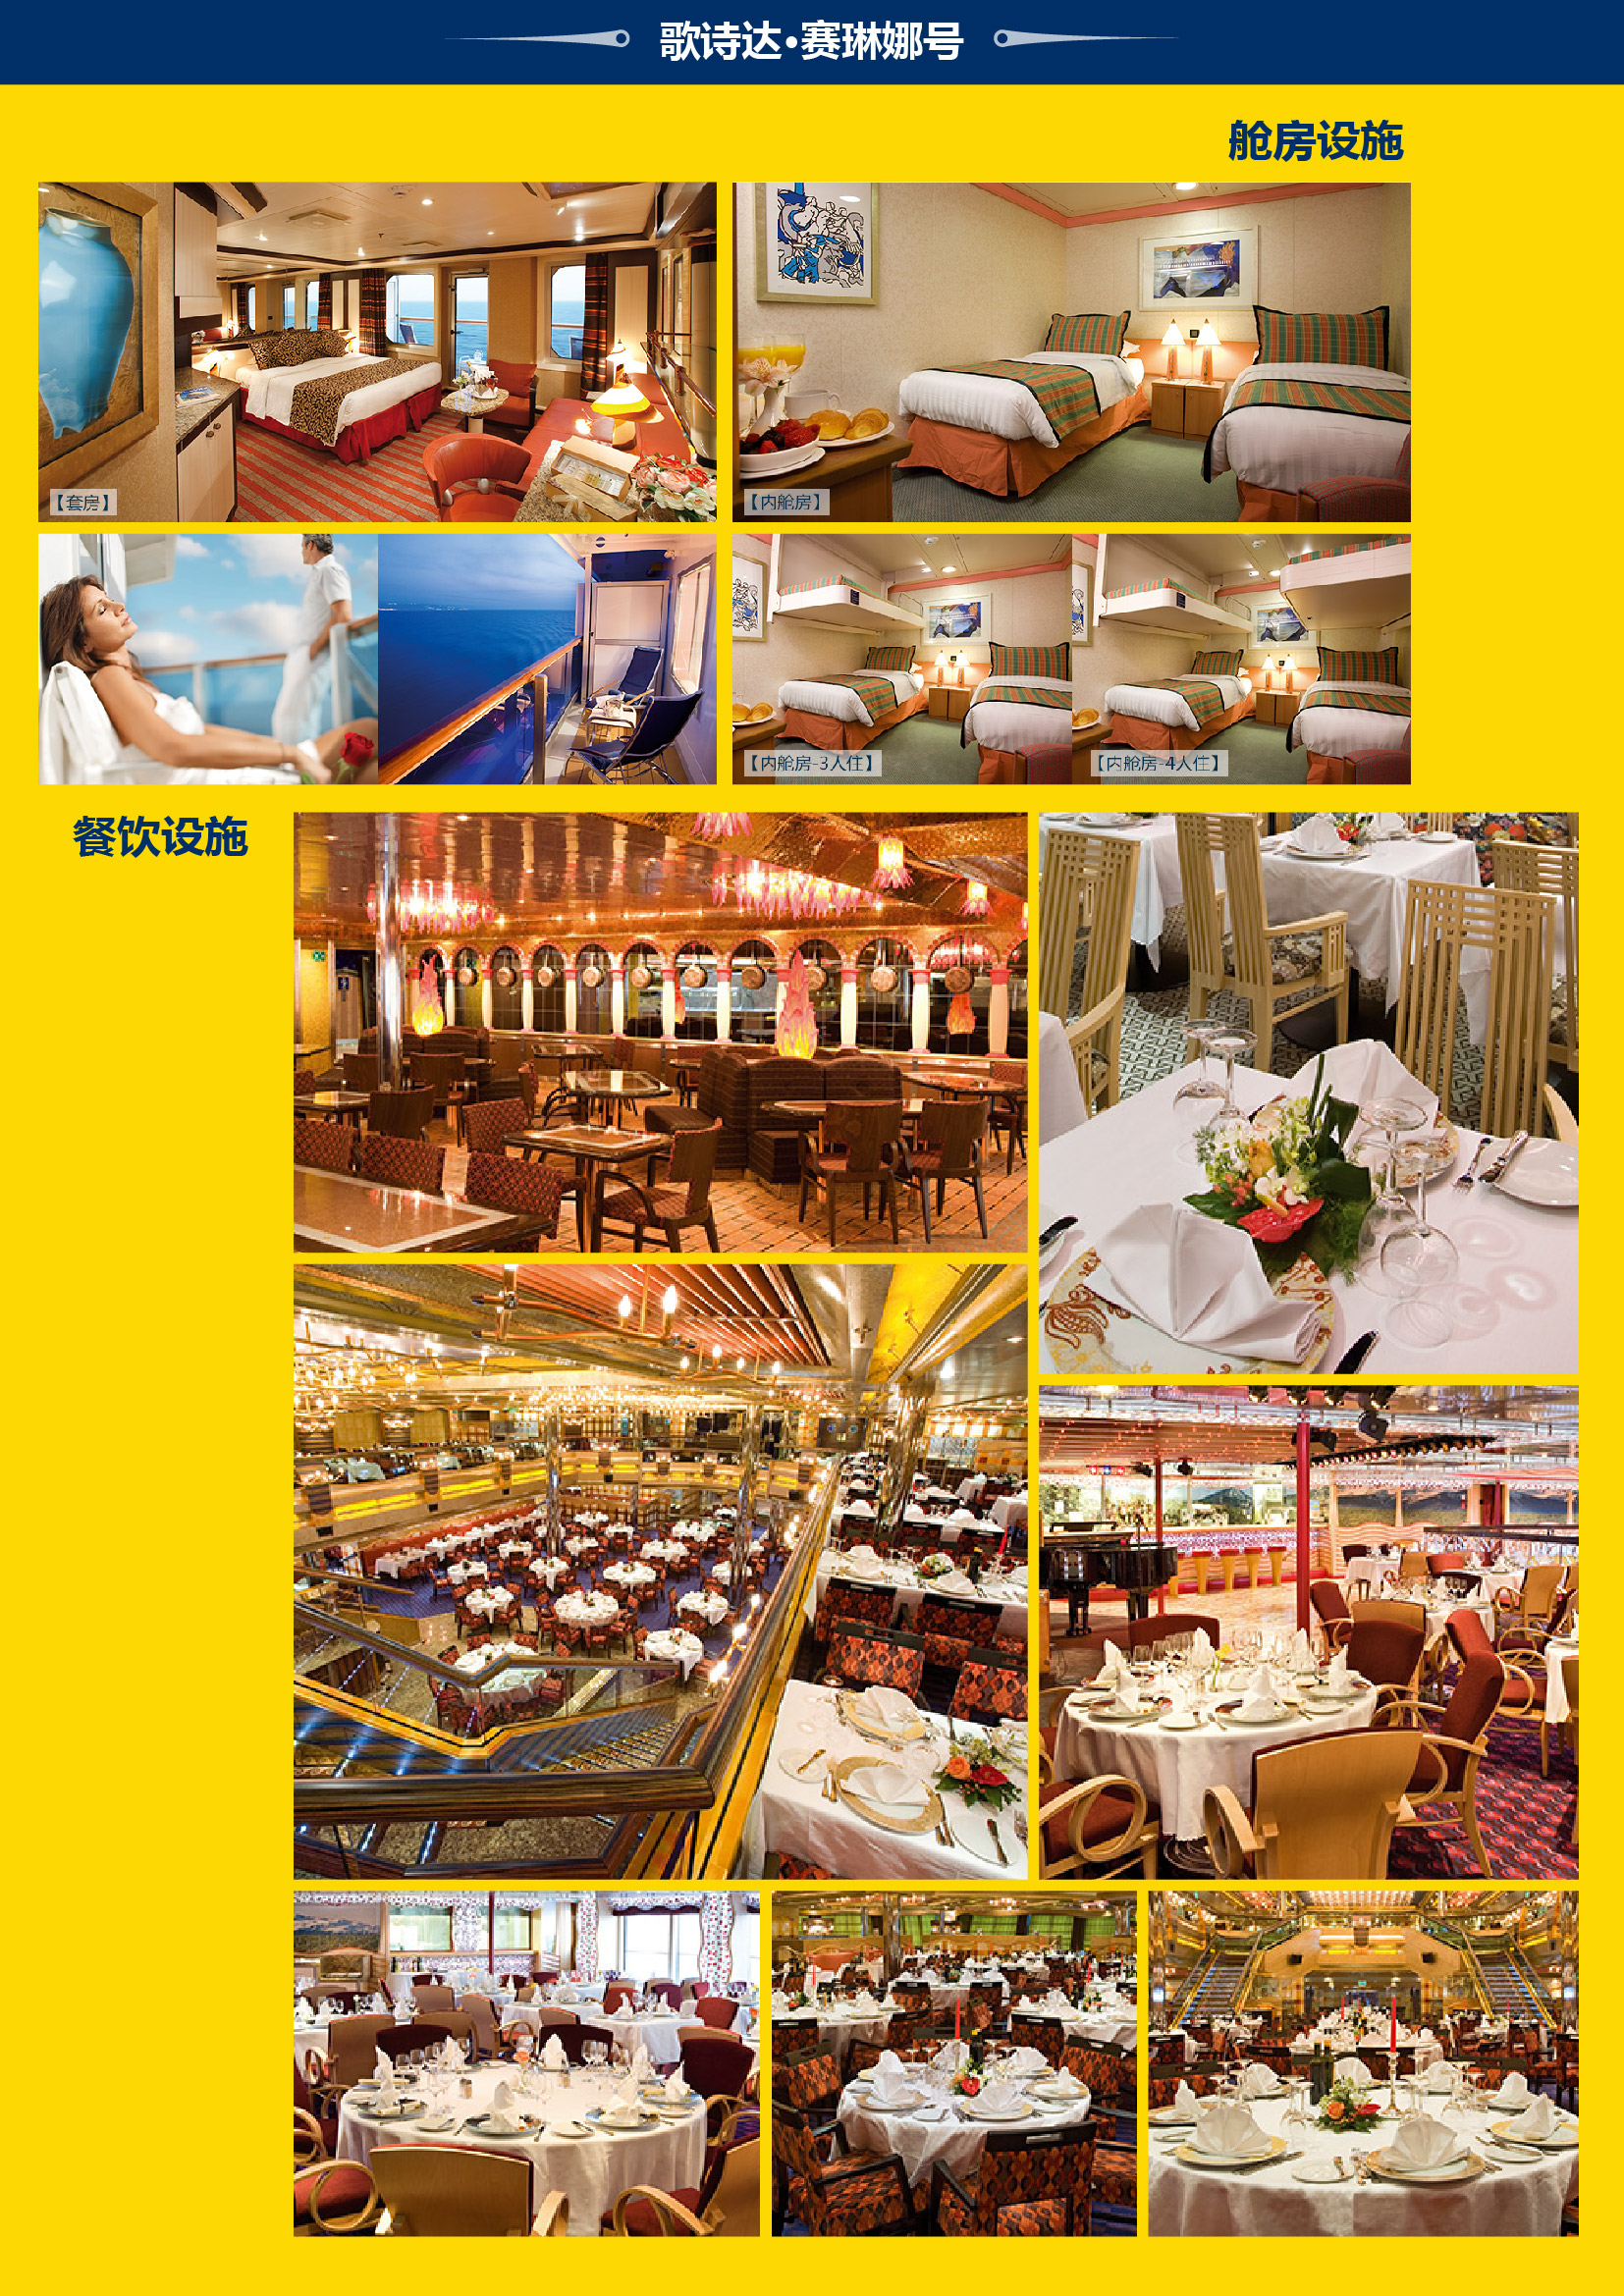 歌诗达•赛琳娜号
舱房设施
【套房】
【内舱房】
【内舱房-3人住】
【内舱房-4人住】
餐饮设施